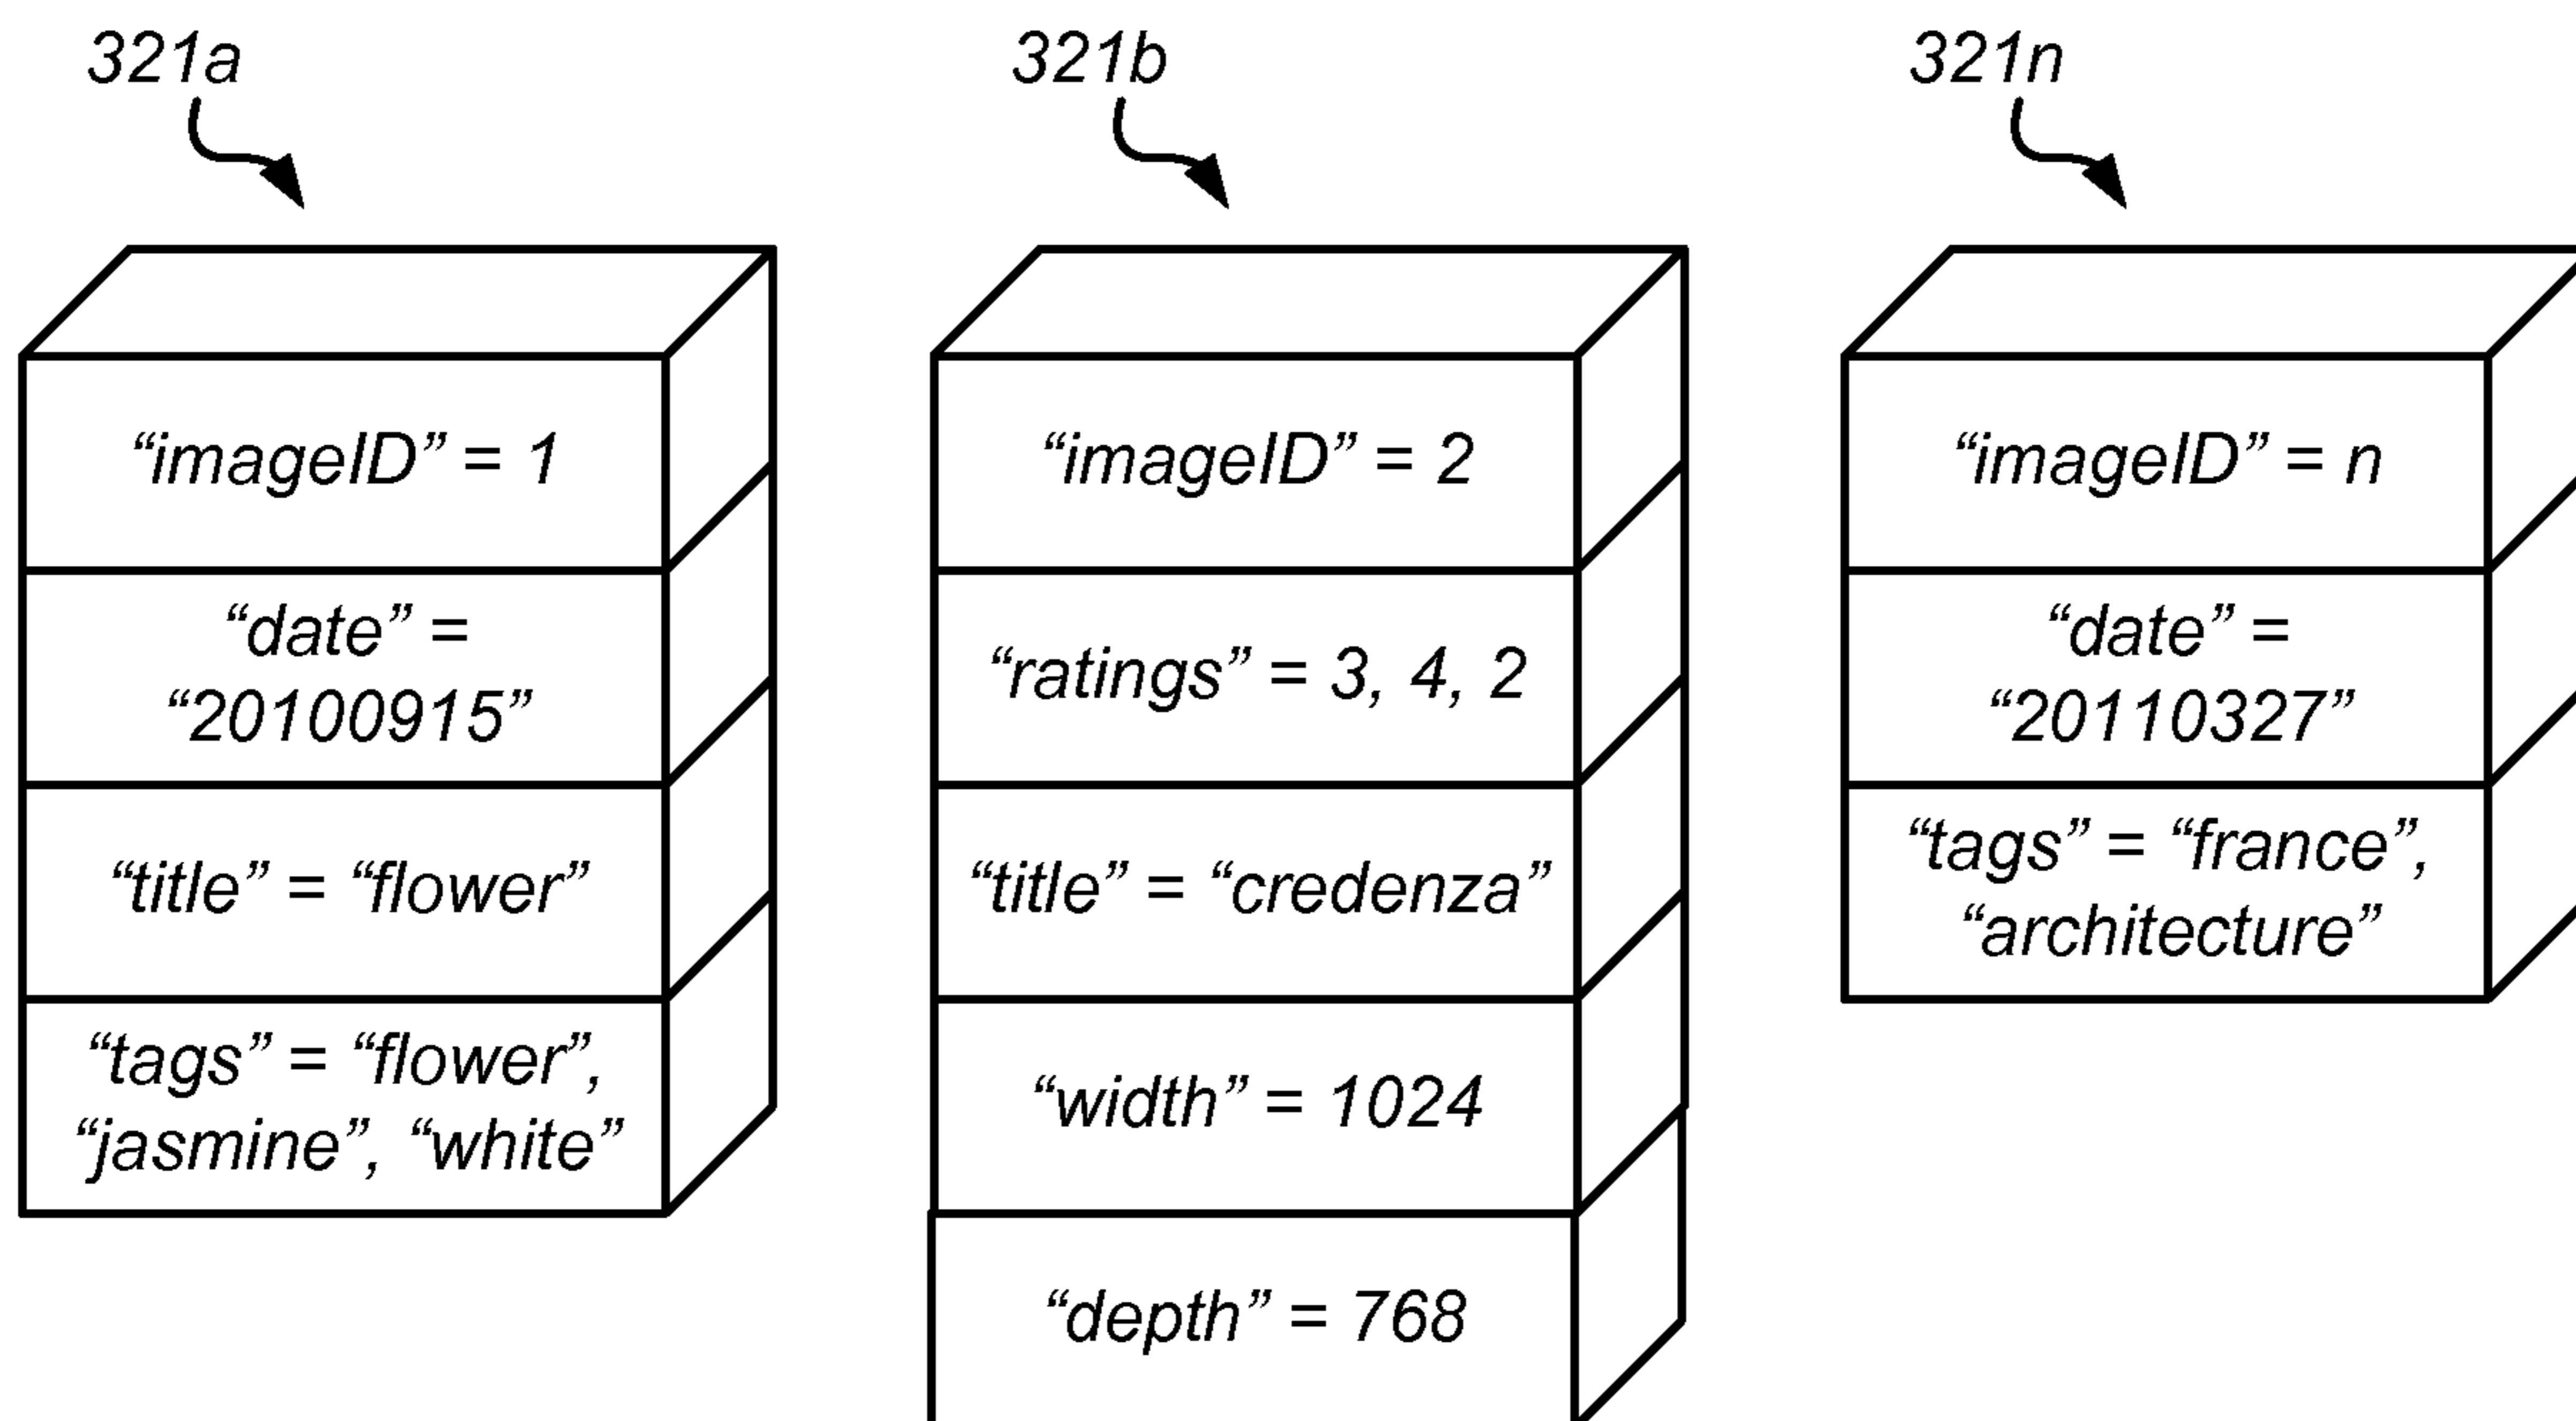 321a
321b
321n
“imageID” = 1
“date” =
“20100915”
“title” = “flower”
“tags” = “flower”,
“jasmine”, “white”
“imageID” = 2
“ratings” = 3, 4, 2
“title” = “credenza”
“width” = 1024
“depth” = 768
“imageID” = n
“date” =
“20110327”
“tags” = “france”,
“architecture”